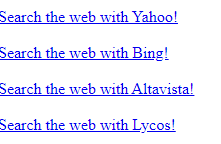 Search the web with Yahoo!
Search the web with Bing!
Search the web with Altavista!
Search the web with Lycos!